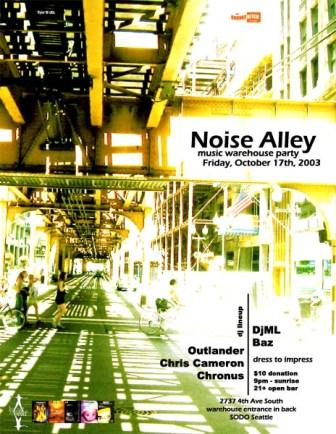 Noise Alley
music warehouse party
Friday, October 17th, 2003
dj lineup
Outlander
Chris Cameron
Chronus
DjML
Baz
dress to impress
$10 donation
9pm - sunrise
21+ open bar
2737 4th Ave South
warehouse entrance in back
SODO Seattle